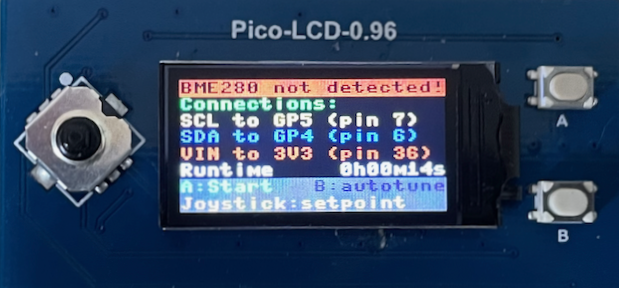 Pico-LCD-0.96
BME280 not detected!
Connections:
SCL to GP5 (pin 7)
SDA to GP4 (pin 6)
VIN to 3V3 (pin 36)
Runtime 0h00m14s
A:Start B:autotune
Joystick:setpoint
A
B